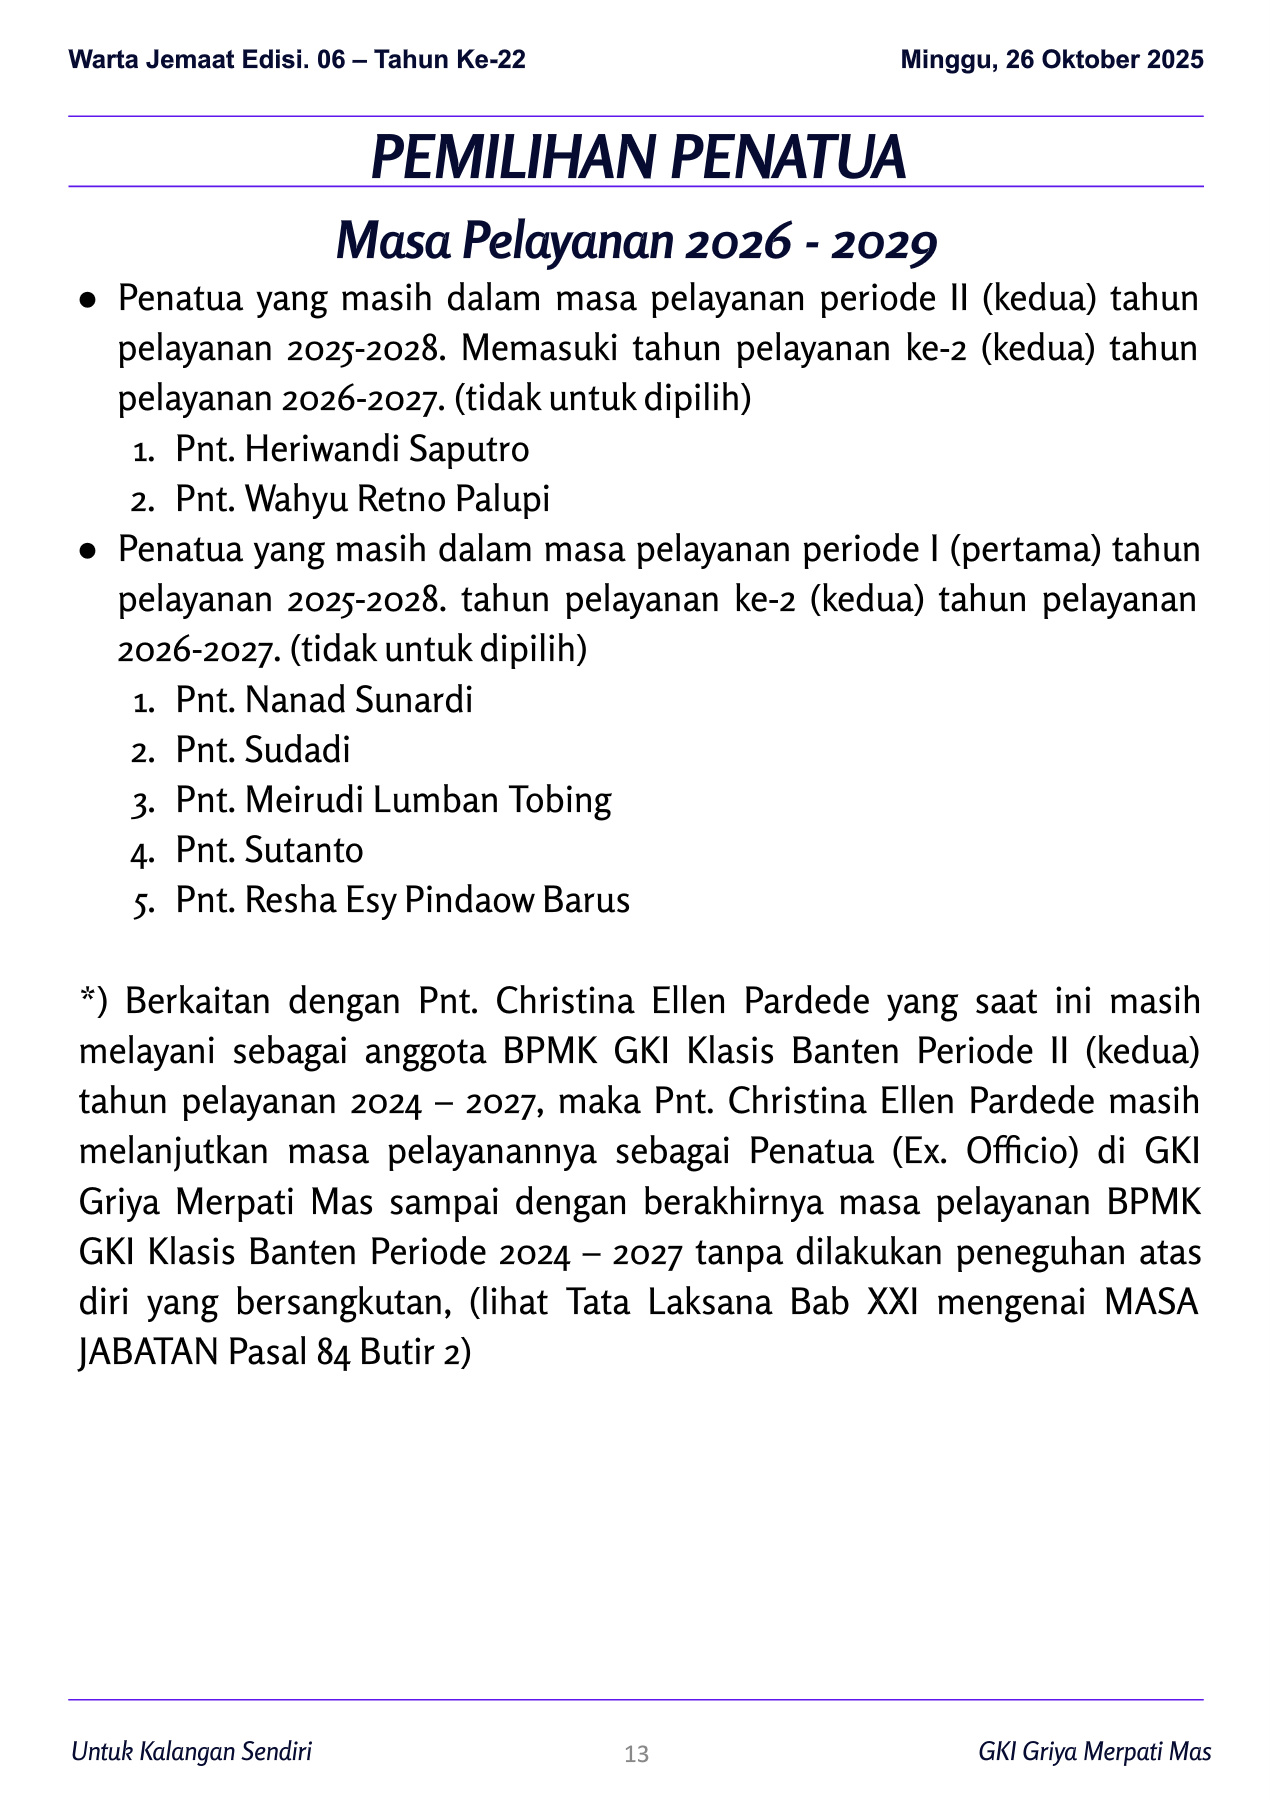 Warta Jemaat Edisi. 06 – Tahun Ke-22
Minggu, 26 Oktober 2025
PEMILIHAN PENATUA
Masa Pelayanan 2026 - 2029
● Penatua yang masih dalam masa pelayanan periode II (kedua) tahun
pelayanan 2025-2028. Memasuki tahun pelayanan ke-2 (kedua) tahun
pelayanan 2026-2027. (tidak untuk dipilih)
1. Pnt. Heriwandi Saputro
2. Pnt. Wahyu Retno Palupi
● Penatua yang masih dalam masa pelayanan periode I (pertama) tahun
pelayanan 2025-2028. tahun pelayanan ke-2 (kedua) tahun pelayanan
2026-2027. (tidak untuk dipilih)
1. Pnt. Nanad Sunardi
2. Pnt. Sudadi
3. Pnt. Meirudi Lumban Tobing
4. Pnt. Sutanto
5. Pnt. Resha Esy Pindaow Barus
*) Berkaitan dengan Pnt. Christina Ellen Pardede yang saat ini masih
melayani sebagai anggota BPMK GKI Klasis Banten Periode II (kedua)
tahun pelayanan 2024 – 2027, maka Pnt. Christina Ellen Pardede masih
melanjutkan masa pelayanannya sebagai Penatua (Ex. Officio) di GKI
Griya Merpati Mas sampai dengan berakhirnya masa pelayanan BPMK
GKI Klasis Banten Periode 2024 – 2027 tanpa dilakukan peneguhan atas
diri yang bersangkutan, (lihat Tata Laksana Bab XXI mengenai MASA
JABATAN Pasal 84 Butir 2)
Untuk Kalangan Sendiri
13
GKI Griya Merpati Mas